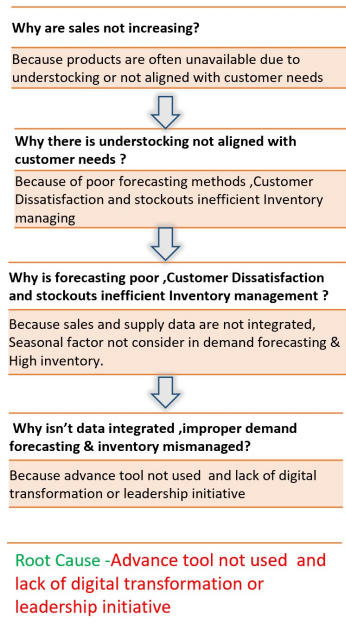 Why are sales not increasing?
Because products are often unavailable due to
understocking or not aligned with customer needs
Why there is understocking not aligned with
customer needs ?
Because of poor forecasting methods ,Customer
Dissatisfaction and stockouts inefficient Inventory
managing
Why is forecasting poor ,Customer Dissatisfaction
and stockouts inefficient Inventory management ?
Because sales and supply data are not integrated,
Seasonal factor not consider in demand forecasting &
High inventory.
Why isn’t data integrated ,improper demand
forecasting & inventory mismanaged?
Because advance tool not used  and lack of digital
transformation or leadership initiative
Root Cause -Advance tool not used  and
lack of digital transformation or
leadership initiative